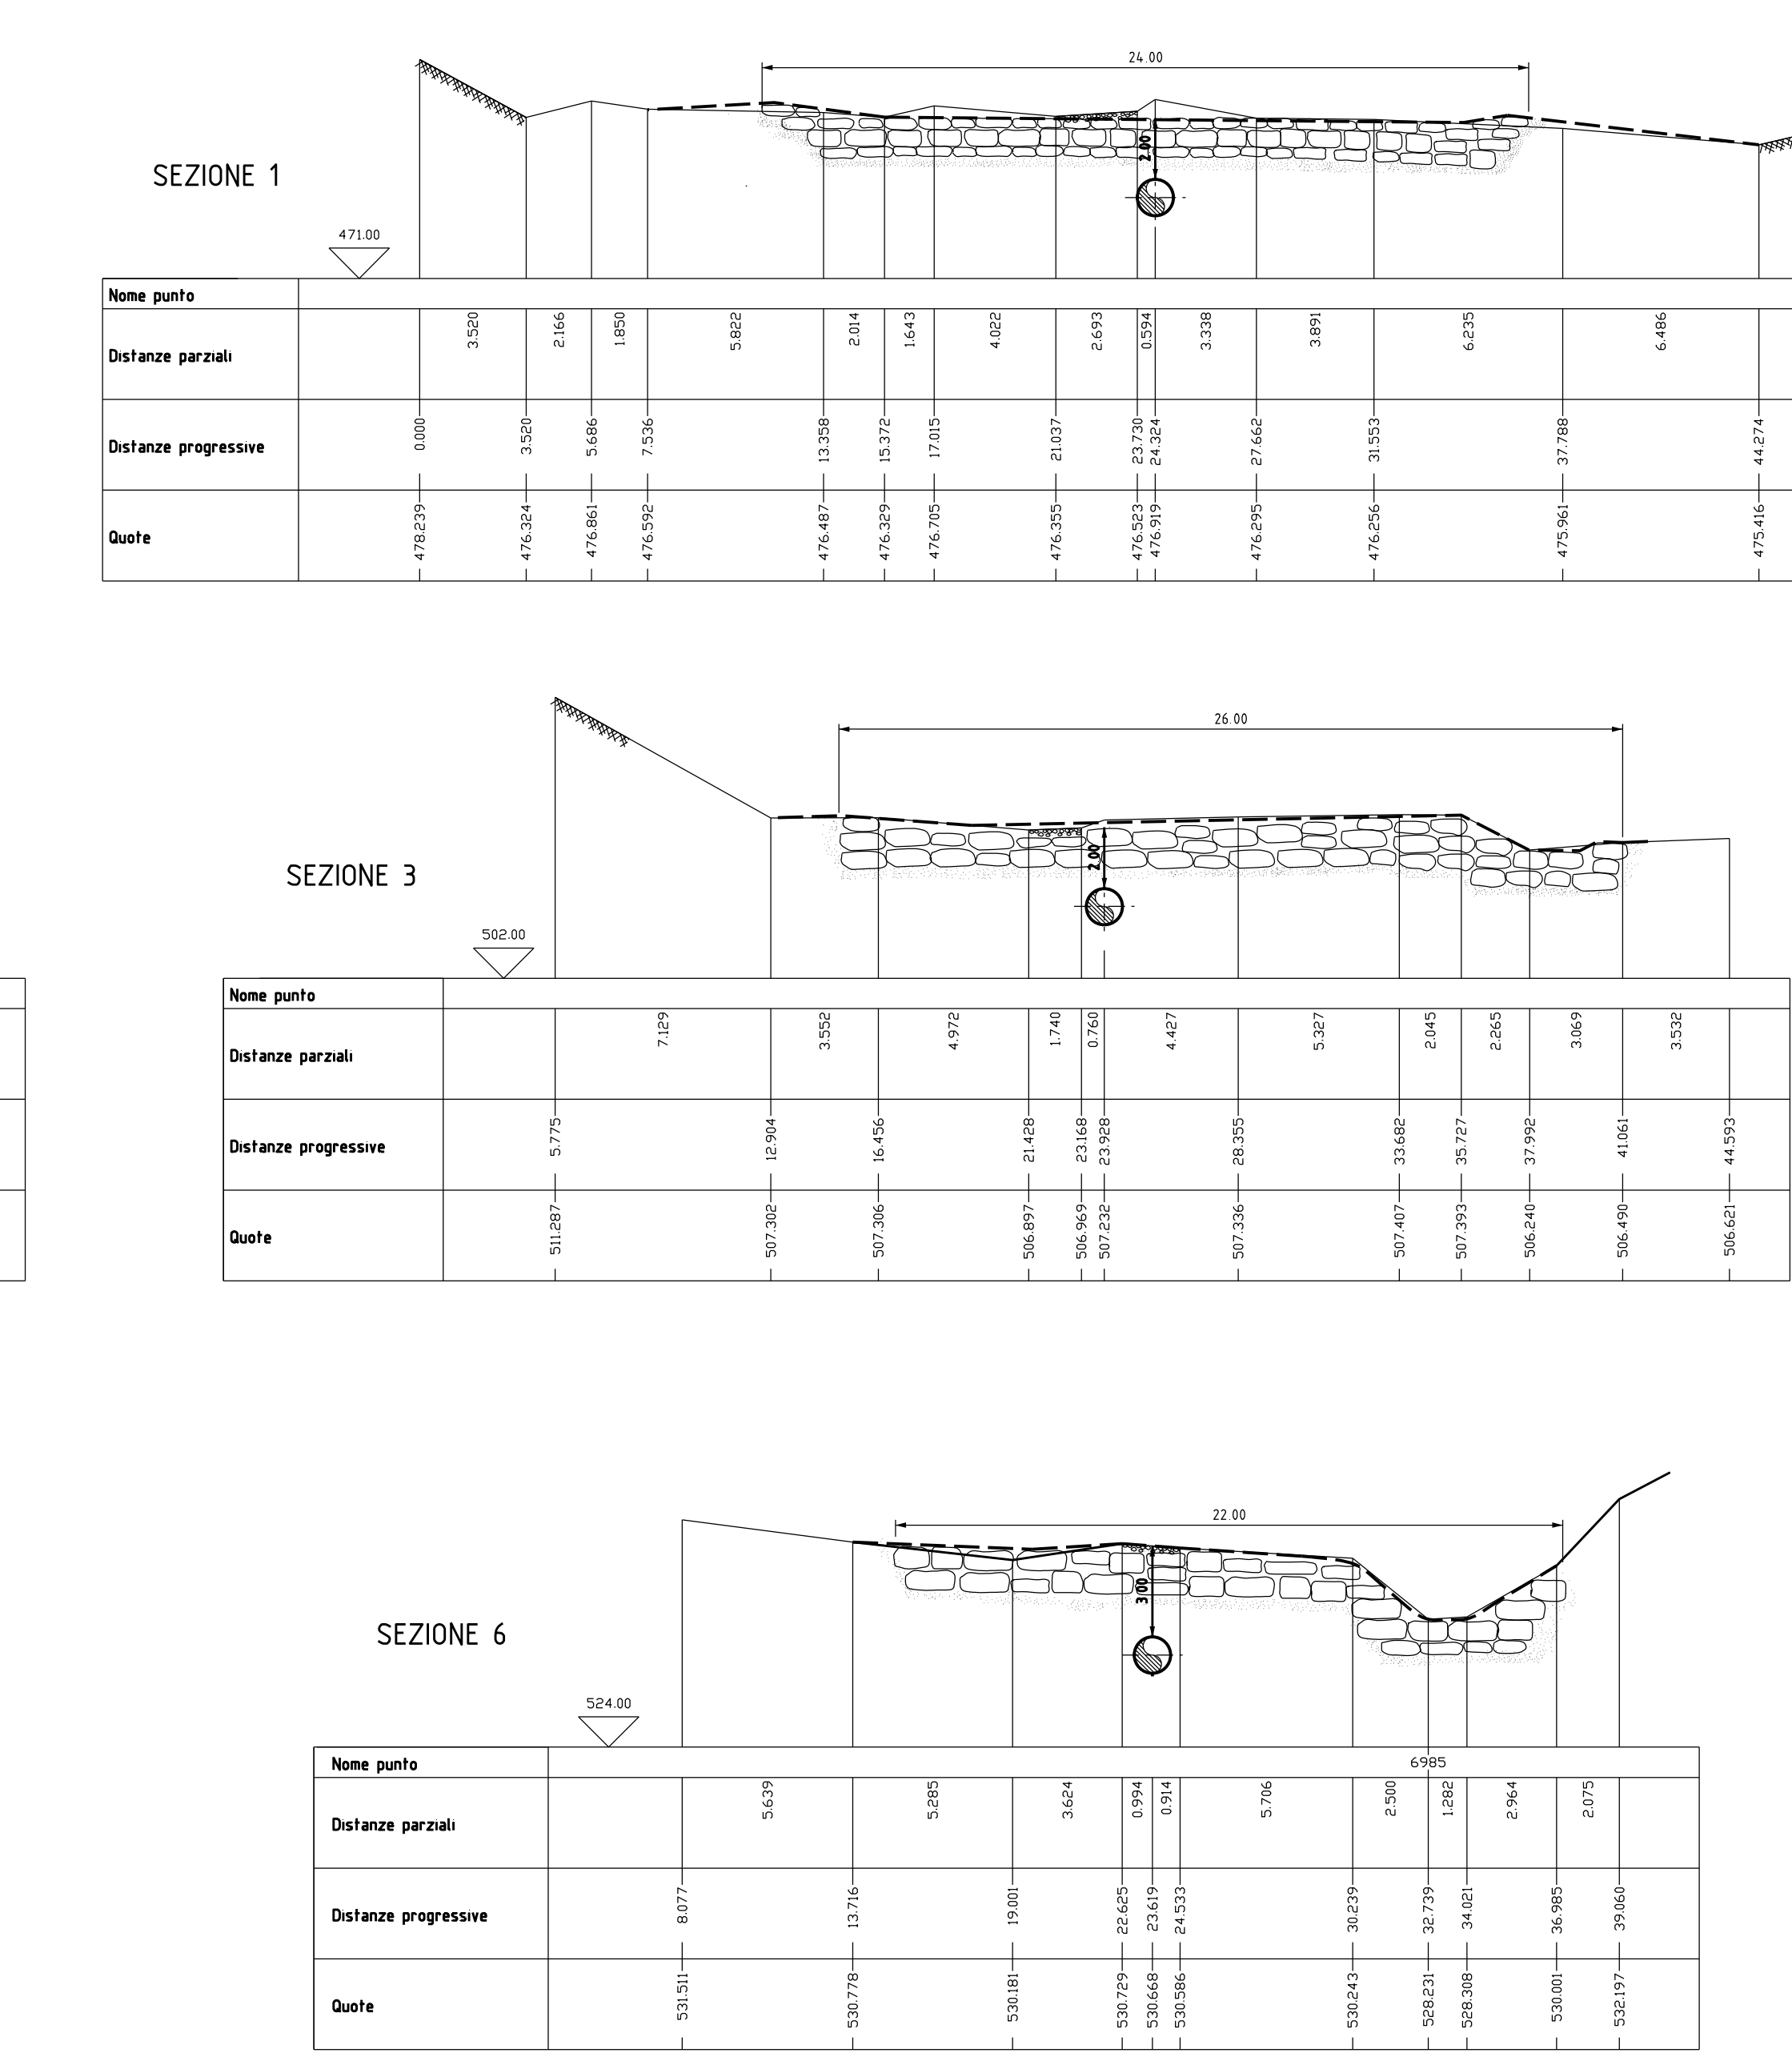 24.00
2.00
SEZIONE 1
471.00
Nome punto
Distanze parziali 3.520 2.166 1.850 5.822 2.014 1.643 4.022 2.693 0.594 3.338 3.891 6.235 6.486
Distanze progressive 0.000 3.520 5.686 7.536 13.358 15.372 17.015 21.037 23.730 24.324 27.662 31.553 37.788 44.274
Quote 478.239 476.324 476.861 476.592 476.487 476.329 476.705 476.355 476.523 476.919 476.295 476.256 475.961 475.416
26.00
2.00
SEZIONE 3
502.00
Nome punto
Distanze parziali 7.129 3.552 4.972 1.740 0.760 4.427 5.327 2.045 2.265 3.069 3.532
Distanze progressive 5.775 12.904 16.456 21.428 23.168 23.928 28.355 33.682 35.727 37.992 41.061 44.593
Quote 511.287 507.302 507.306 506.897 506.969 507.232 507.336 507.407 507.393 506.240 506.490 506.621
22.00
3.00
SEZIONE 6
524.00
Nome punto 6985
Distanze parziali 5.639 5.285 3.624 0.994 0.914 5.706 2.500 1.282 2.964 2.075
Distanze progressive 8.077 13.716 19.001 22.625 23.619 24.533 30.239 32.739 34.021 36.985 39.060
Quote 531.511 530.778 530.181 530.729 530.668 530.586 530.243 528.231 528.308 530.001 532.197